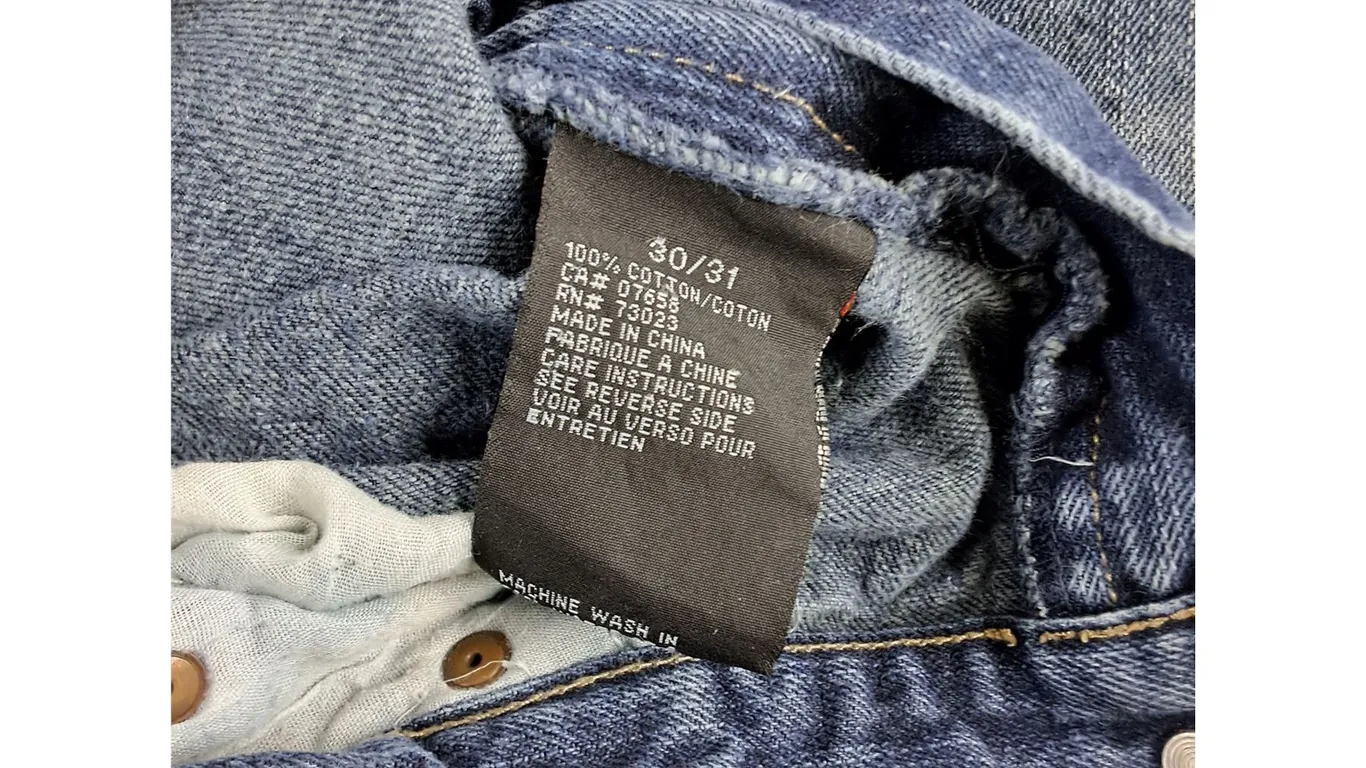 30/31
100% COTTON/COTON
CA# 07658
RN# 73023
MADE IN CHINA
FABRIQUE A CHINE
CARE INSTRUCTIONS
SEE REVERSE SIDE
VOIR AU VERSO POUR
ENTRETIEN
MACHINE WASH IN